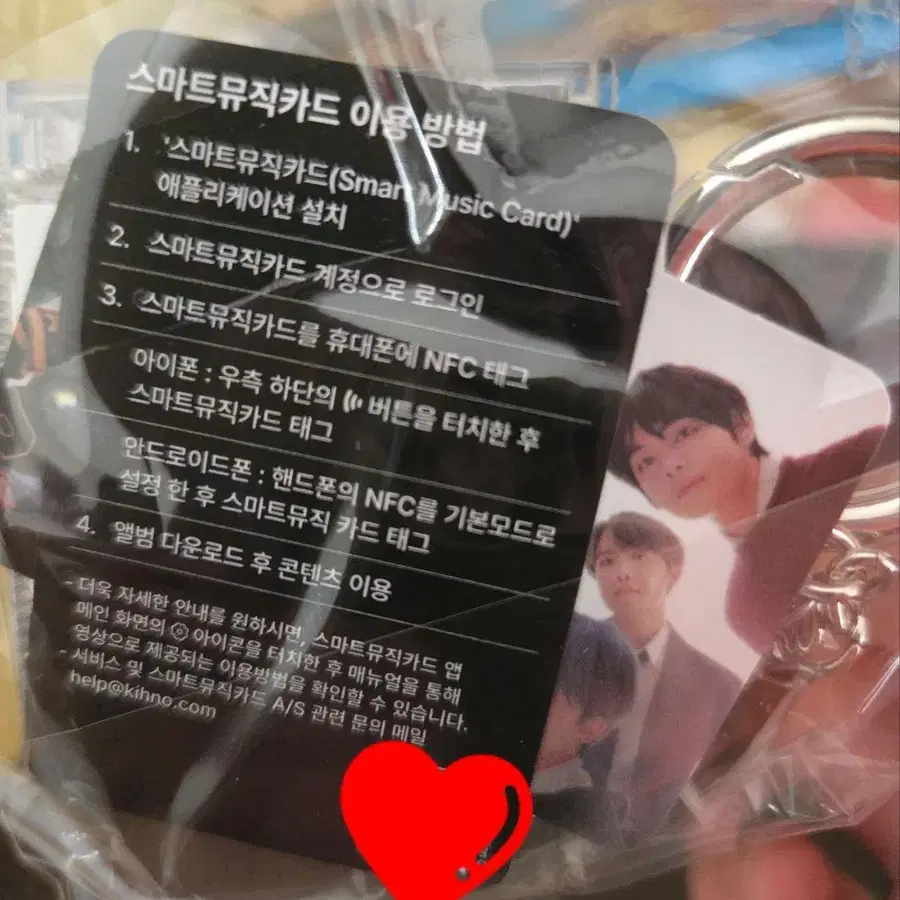 스마트뮤직카드 이용 방법
1. '스마트뮤직카드(Smart Music Card)'
애플리케이션 설치
2. 스마트뮤직카드 계정으로 로그인
3. 스마트뮤직카드를 휴대폰에 NFC 태그
아이폰 : 우측 하단의 버튼을 터치한 후
스마트뮤직카드 태그
안드로이드폰 : 핸드폰의 NFC를 기본모드로
설정 한 후 스마트뮤직 카드 태그
4. 앨범 다운로드 후 콘텐츠 이용
- 더욱 자세한 안내를 원하시면, 스마트뮤직카드 앱
메인 화면의 아이콘을 터치한 후 매뉴얼을 통해
영상으로 제공되는 이용방법을 확인할 수 있습니다.
- 서비스 및 스마트뮤직카드 A/S 관련 문의 메일
help@kihno.com